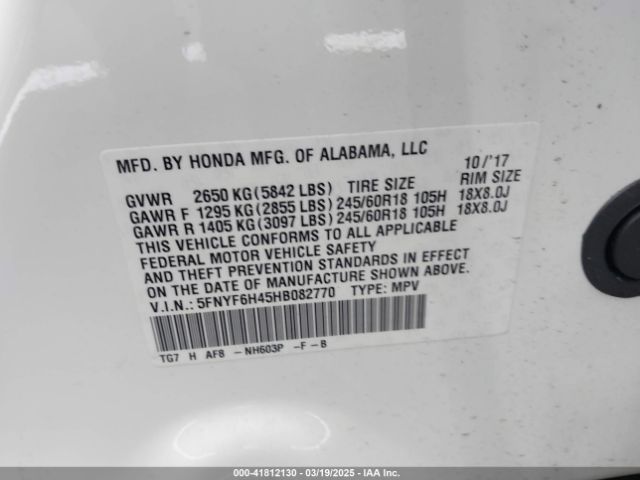 MFD. BY HONDA MFG. OF ALABAMA, LLC 10/'17
GVWR 2650 KG(5842 LBS) TIRE SIZE RIM SIZE
GAWR F 1295 KG(2855 LBS) 245/60R18 105H 18X8.0J
GAWR R 1405 KG(3097 LBS) 245/60R18 105H 18X8.0J
THIS VEHICLE CONFORMS TO ALL APPLICABLE
FEDERAL MOTOR VEHICLE SAFETY
AND THEFT PREVENTION STANDARDS IN EFFECT
ON THE DATE OF MANUFACTURE SHOWN ABOVE.
V.I.N.: 5FNYF6H45HB082770 TYPE: MPV
TG7 H AF8 -NH603P -F -B
000-41812130 - 03/19/2025 - IAA Inc.